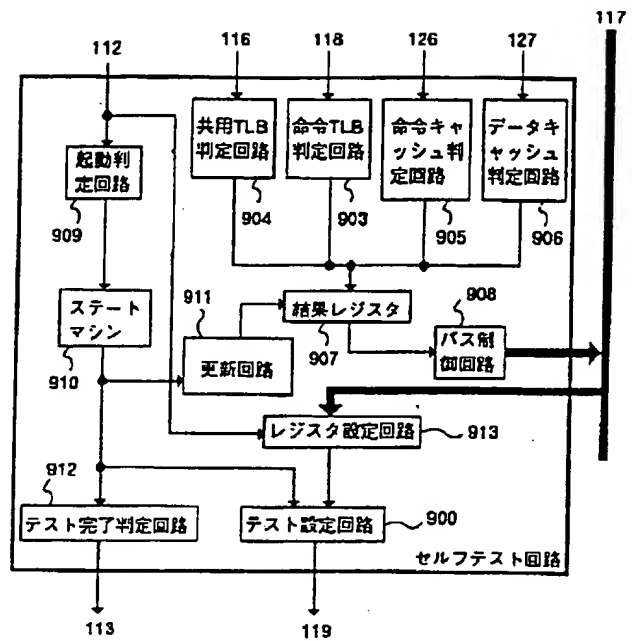 117
112
116
118
126
127
共用TLB
判定回路
904
命令TLB
判定回路
903
命令キャ
ッシュ判
定回路
905
データキ
ャッシュ
判定回路
906
起動判
定回路
909
ステート
マシン
910
911
更新回路
結果レジスタ
907
908
バス制
御回路
レジスタ設定回路
913
912
テスト完了判定回路
テスト設定回路
900
セルフテスト回路
113
119